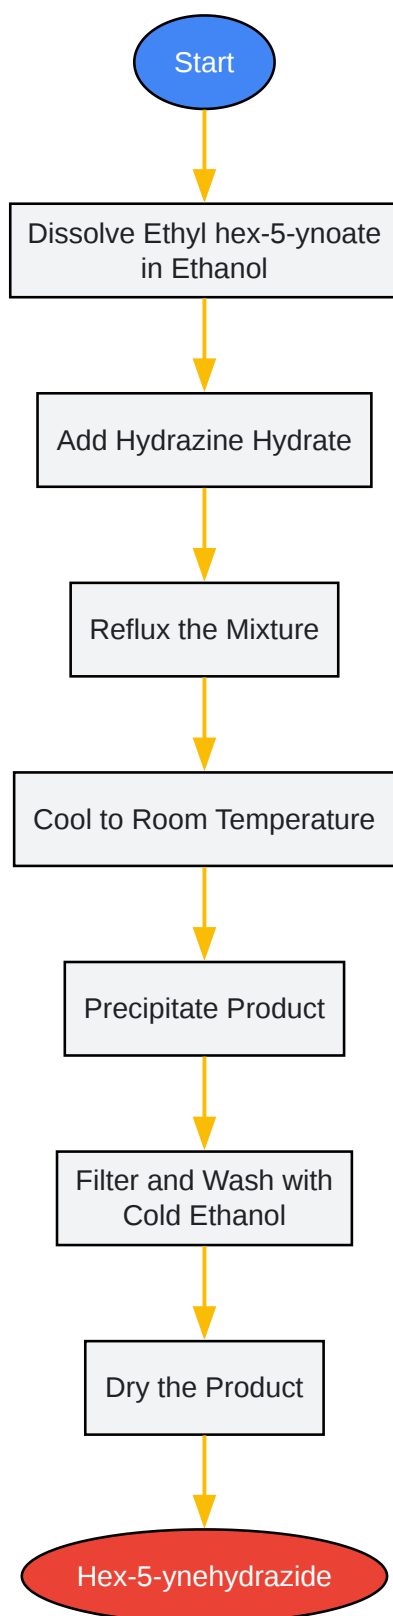 Start
Dissolve Ethyl hex-5-ynoate
in Ethanol
Add Hydrazine Hydrate
Reflux the Mixture
Cool to Room Temperature
Precipitate Product
Filter and Wash with
Cold Ethanol
Dry the Product
Hex-5-ynehydrazide